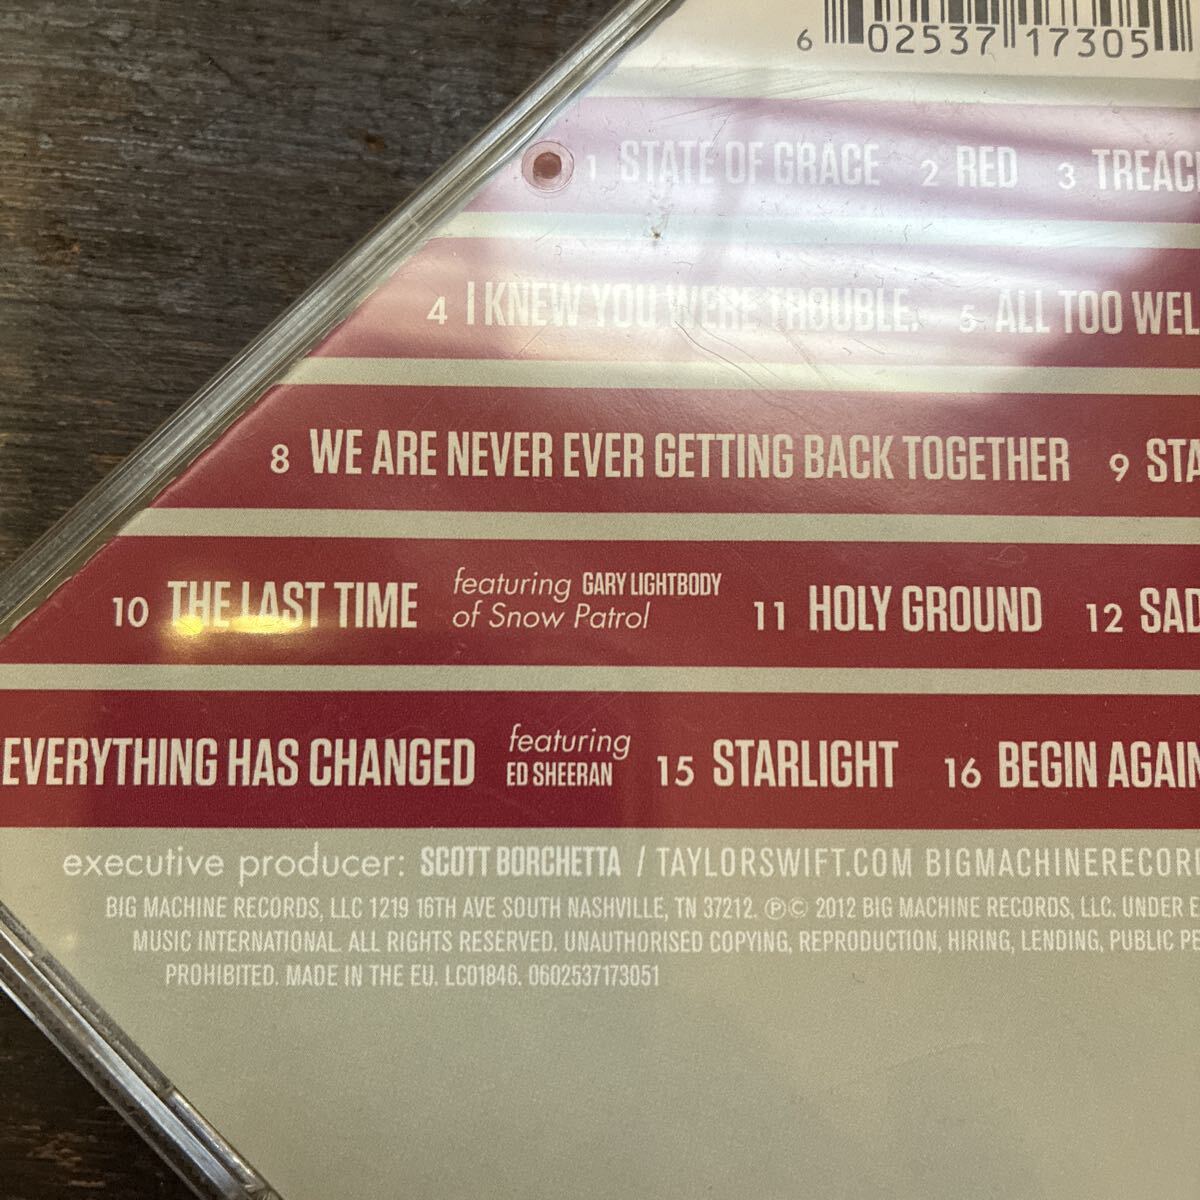 6 02537 17305
1 STATE OF GRACE 2 RED 3 TREACH
4 I KNEW YOU WERE TROUBLE. 5 ALL TOO WEL
8 WE ARE NEVER EVER GETTING BACK TOGETHER 9 STA
10 THE LAST TIME featuring GARY LIGHTBODY of Snow Patrol 11 HOLY GROUND 12 SAD
EVERYTHING HAS CHANGED featuring ED SHEERAN 15 STARLIGHT 16 BEGIN AGAIN
executive producer: SCOTT BORCHETTA / TAYLORSWIFT.COM BIGMACHINERECOR
BIG MACHINE RECORDS, LLC 1219 16TH AVE SOUTH NASHVILLE, TN 37212. ℗© 2012 BIG MACHINE RECORDS, LLC. UNDER E
MUSIC INTERNATIONAL. ALL RIGHTS RESERVED. UNAUTHORISED COPYING, REPRODUCTION, HIRING, LENDING, PUBLIC PE
PROHIBITED. MADE IN THE EU. LC01846. 0602537173051